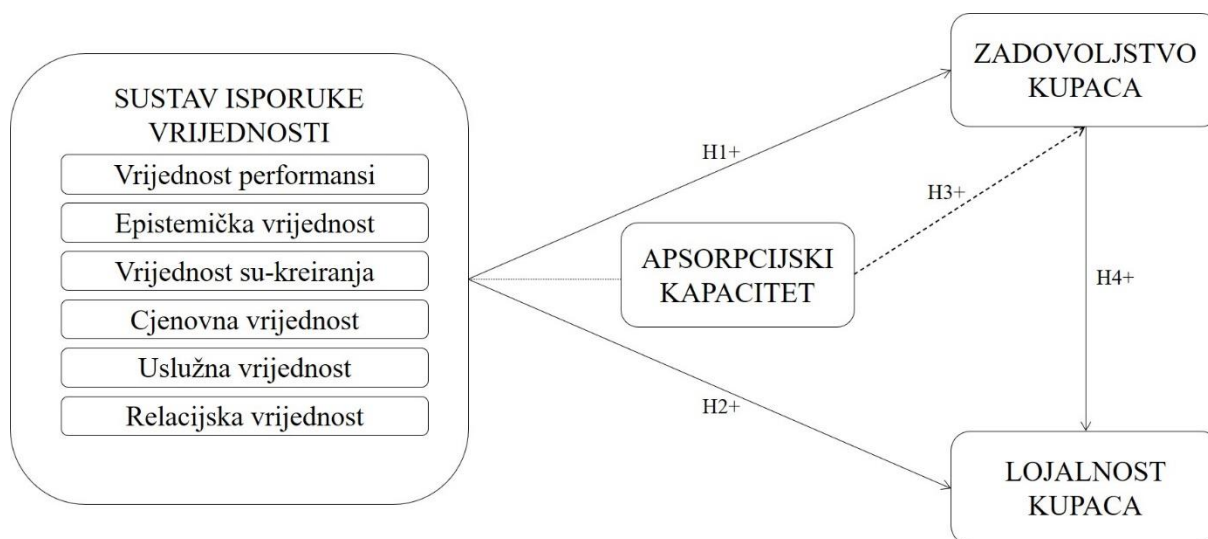 SUSTAV ISPORUKE
VRIJEDNOSTI
Vrijednost performansi
Epistemička vrijednost
Vrijednost su-kreiranja
Cjenovna vrijednost
Uslužna vrijednost
Relacijska vrijednost
H1+
H2+
APSORPCIJSKI
KAPACITET
H3+
ZADOVOLJSTVO
KUPACA
H4+
LOJALNOST
KUPACA